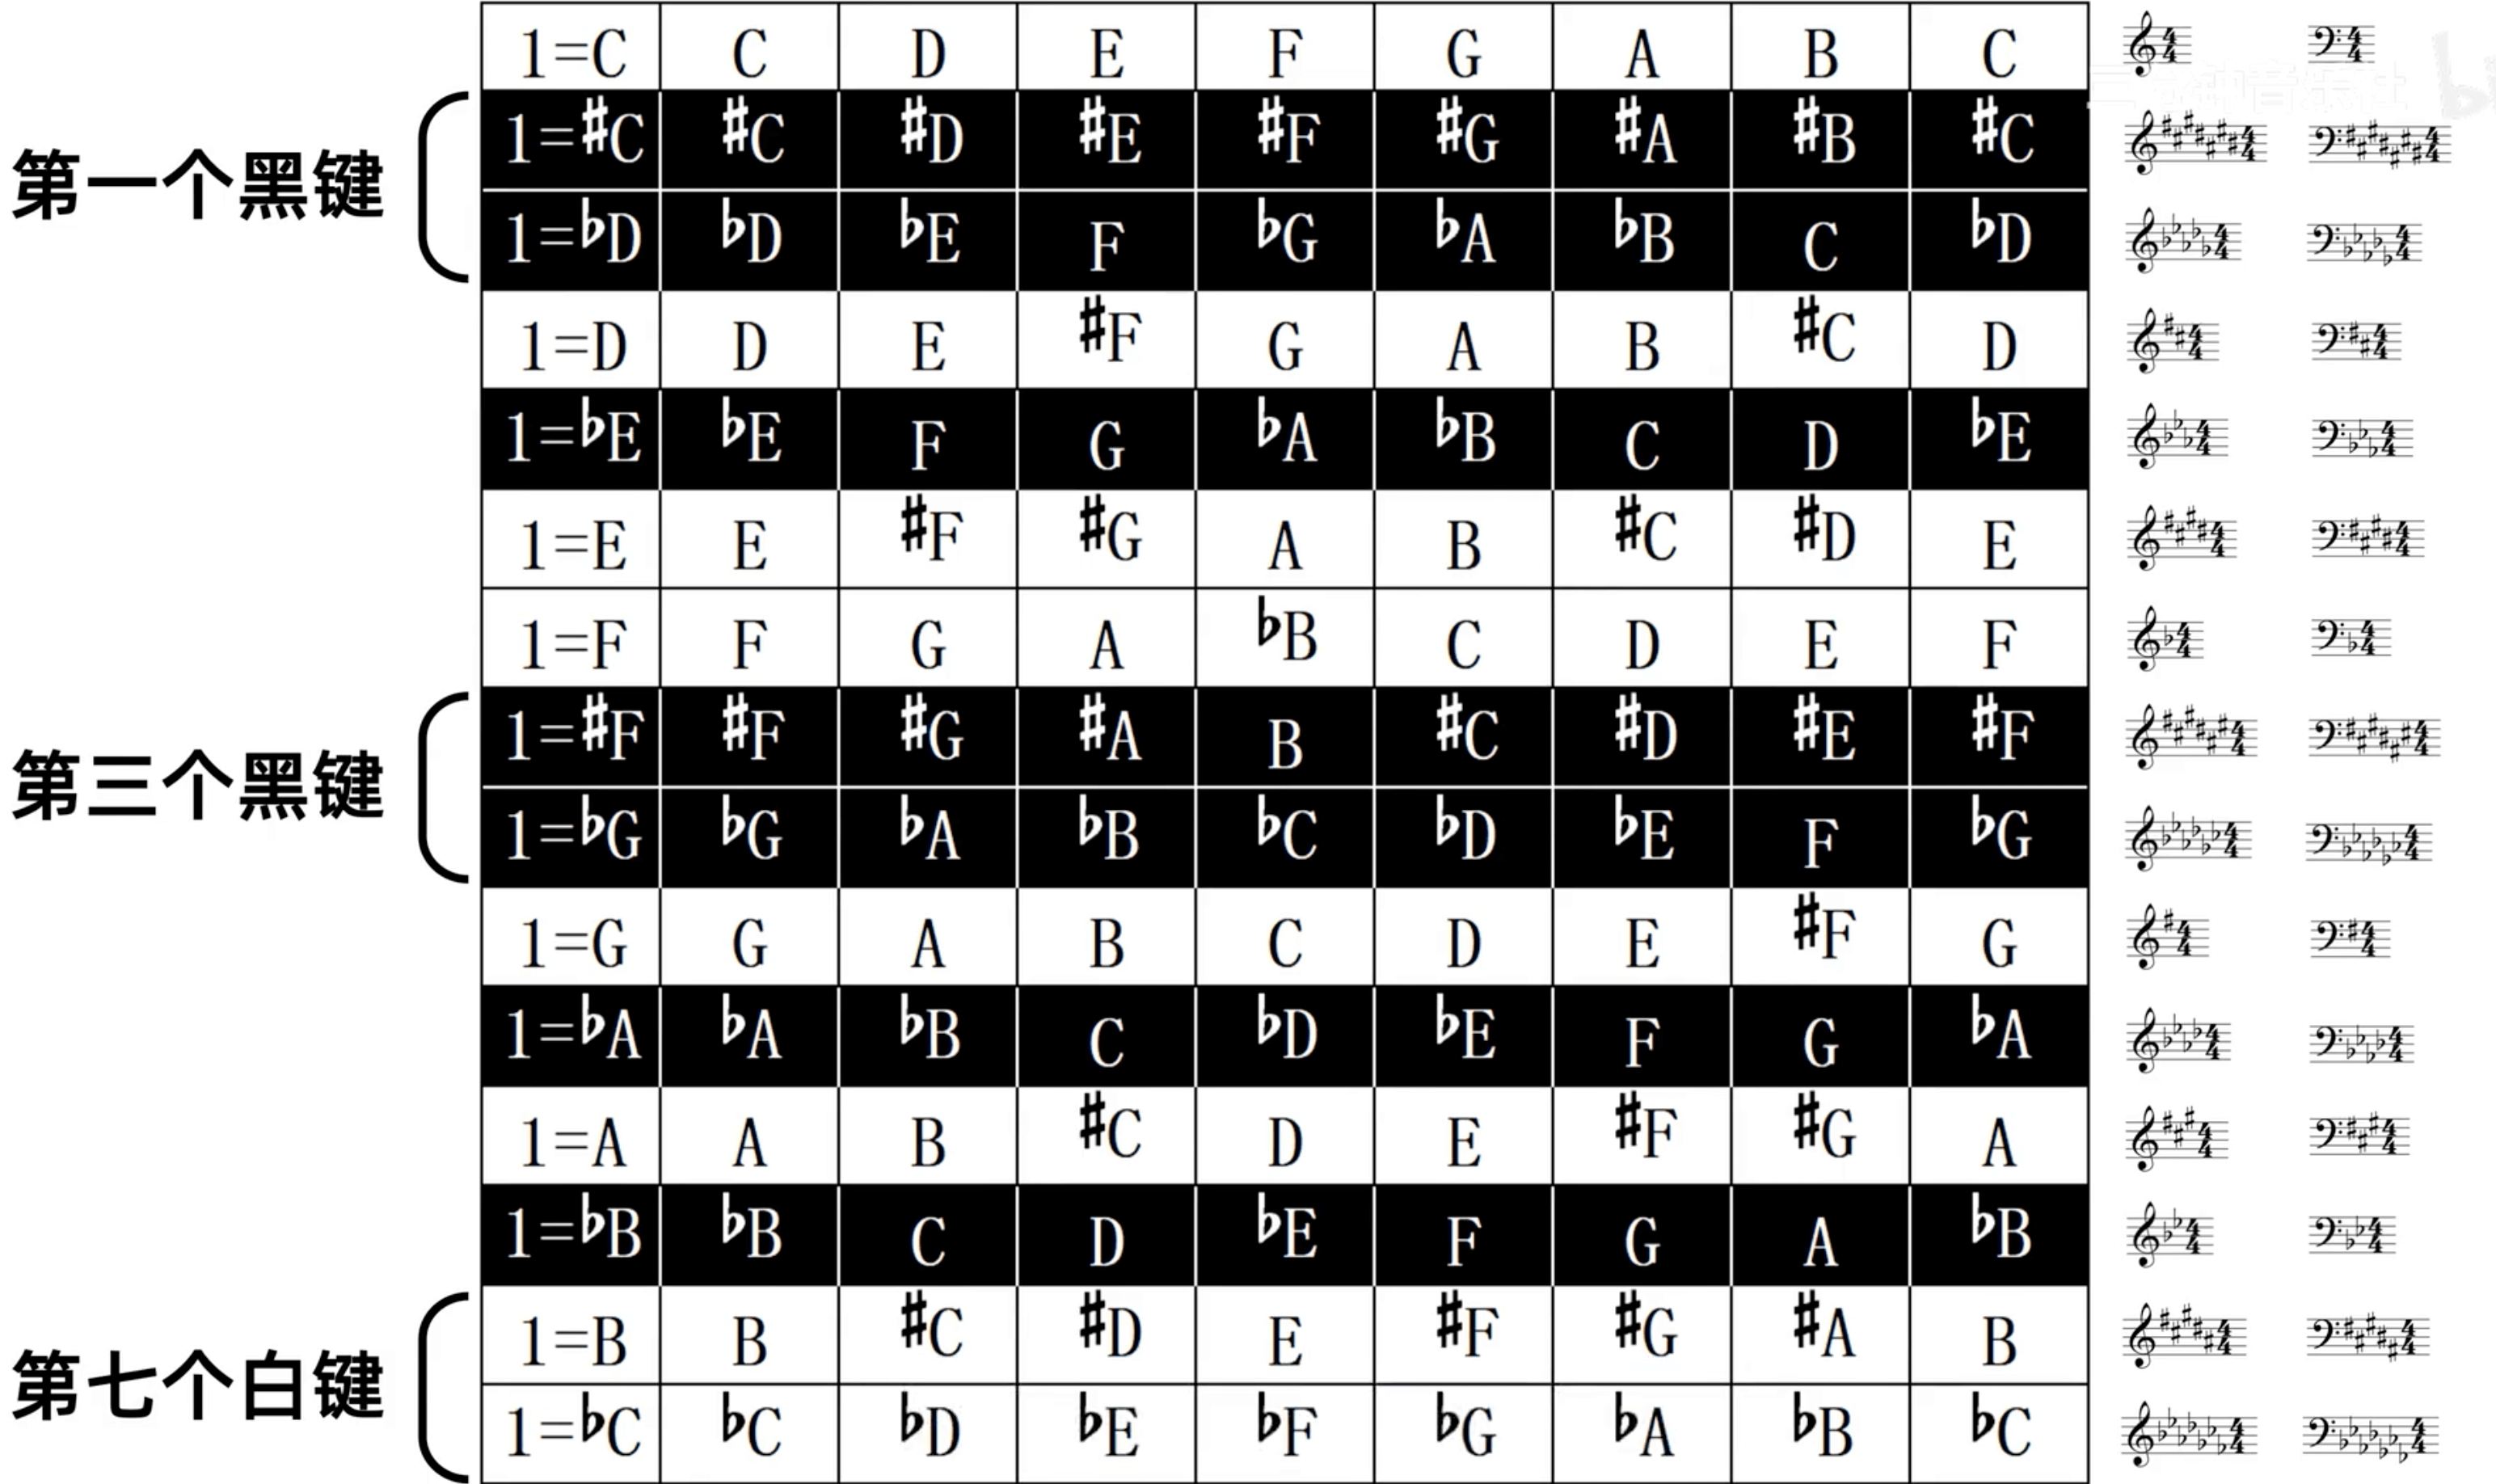 1=C C D E F G A B C
第一个黑键
1=♯C ♯C ♯D ♯E ♯F ♯G ♯A ♯B ♯C
1=♭D ♭D ♭E F ♭G ♭A ♭B C ♭D
1=D D E ♯F G A B ♯C D
1=♭E ♭E F G ♭A ♭B C D ♭E
1=E E ♯F ♯G A B ♯C ♯D E
1=F F G A ♭B C D E F
第三个黑键
1=♯F ♯F ♯G ♯A B ♯C ♯D ♯E ♯F
1=♭G ♭G ♭A ♭B ♭C ♭D ♭E F ♭G
1=G G A B C D E ♯F G
1=♭A ♭A ♭B C ♭D ♭E F G ♭A
1=A A B ♯C D E ♯F ♯G A
1=♭B ♭B C D ♭E F G A ♭B
第七个白键
1=B B ♯C ♯D E ♯F ♯G ♯A B
1=♭C ♭C ♭D ♭E ♭F ♭G ♭A ♭B ♭C